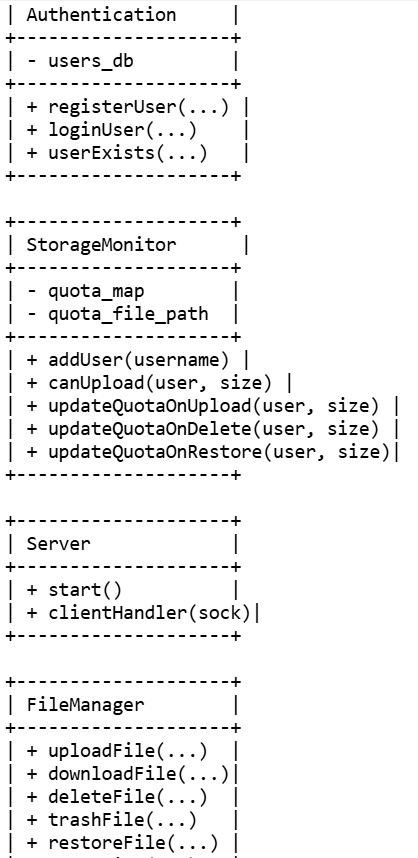 | Authentication     |
+--------------------+
| - users_db         |
+--------------------+
| + registerUser(...) |
| + loginUser(...)    |
| + userExists(...)   |
+--------------------+

+--------------------+
| StorageMonitor      |
+--------------------+
| - quota_map        |
| - quota_file_path  |
+--------------------+
| + addUser(username) |
| + canUpload(user, size) |
| + updateQuotaOnUpload(user, size) |
| + updateQuotaOnDelete(user, size) |
| + updateQuotaOnRestore(user, size)|
+--------------------+

+--------------------+
| Server             |
+--------------------+
| + start()          |
| + clientHandler(sock)|
+--------------------+

+--------------------+
| FileManager        |
+--------------------+
| + uploadFile(...)  |
| + downloadFile(...)|
| + deleteFile(...)  |
| + trashFile(...)   |
| + restoreFile(...) |